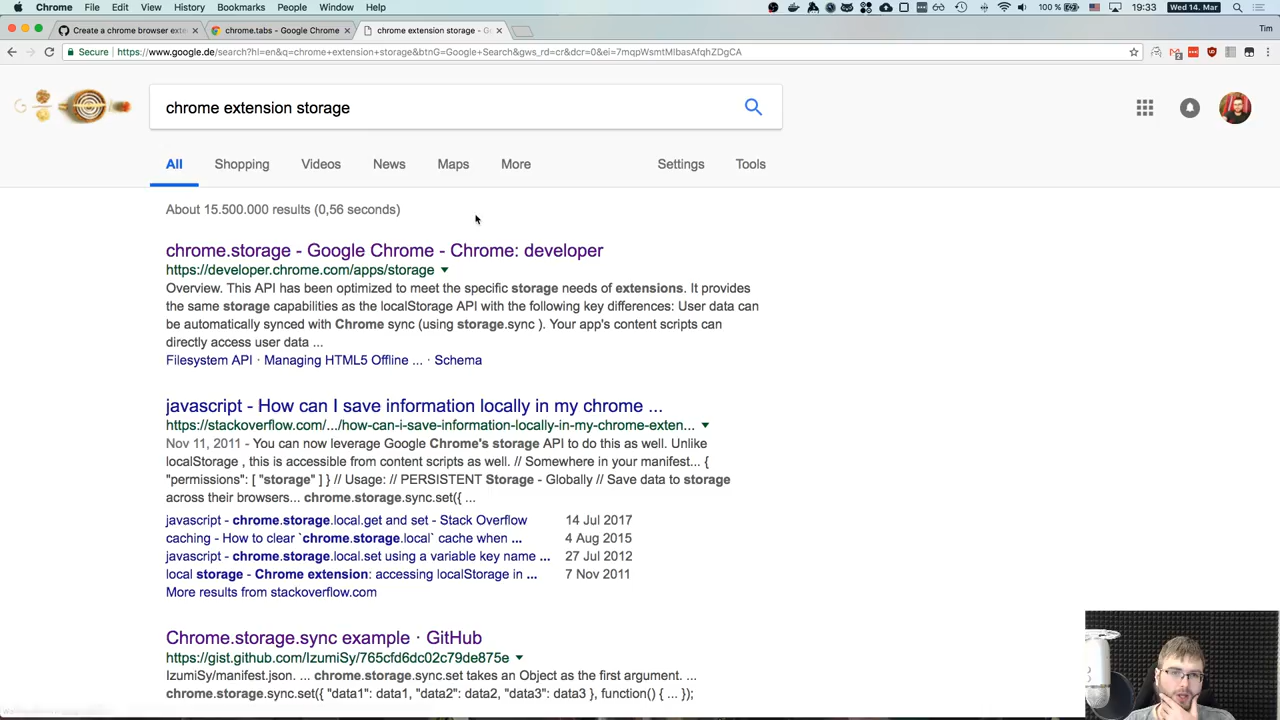 Chrome File Edit View History Bookmarks People Window Help 100 % 19:33 Wed 14. Mar
Create a chrome browser exte chrome.tabs - Google Chrome chrome extension storage - G Tim
Secure https://www.google.de/search?hl=en&q=chrome+extension+storage&btnG=Google+Search&gws_rd=cr&dcr=0&ei=7mqpWsmtMIbasAfqhZDgCA
chrome extension storage
All Shopping Videos News Maps More Settings Tools
About 15.500.000 results (0,56 seconds)
chrome.storage - Google Chrome - Chrome: developer
https://developer.chrome.com/apps/storage
Overview. This API has been optimized to meet the specific storage needs of extensions. It provides
the same storage capabilities as the localStorage API with the following key differences: User data can
be automatically synced with Chrome sync (using storage.sync ). Your app's content scripts can
directly access user data ...
Filesystem API · Managing HTML5 Offline ... · Schema
javascript - How can I save information locally in my chrome ...
https://stackoverflow.com/.../how-can-i-save-information-locally-in-my-chrome-exten...
Nov 11, 2011 - You can now leverage Google Chrome's storage API to do this as well. Unlike
localStorage , this is accessible from content scripts as well. // Somewhere in your manifest... {
"permissions": [ "storage" ] } // Usage: // PERSISTENT Storage - Globally // Save data to storage
across their browsers... chrome.storage.sync.set({ ...
javascript - chrome.storage.local.get and set - Stack Overflow 14 Jul 2017
caching - How to clear `chrome.storage.local` cache when ... 4 Aug 2015
javascript - chrome.storage.local.set using a variable key name ... 27 Jul 2012
local storage - Chrome extension: accessing localStorage in ... 7 Nov 2011
More results from stackoverflow.com
Chrome.storage.sync example · GitHub
https://gist.github.com/IzumiSy/765cfd6dc02c79de875e
IzumiSy/manifest.json. ... chrome.storage.sync.set takes an Object as the first argument. ...
chrome.storage.sync.set({ "data1": data1, "data2": data2, "data3": data3 }, function() { ... });